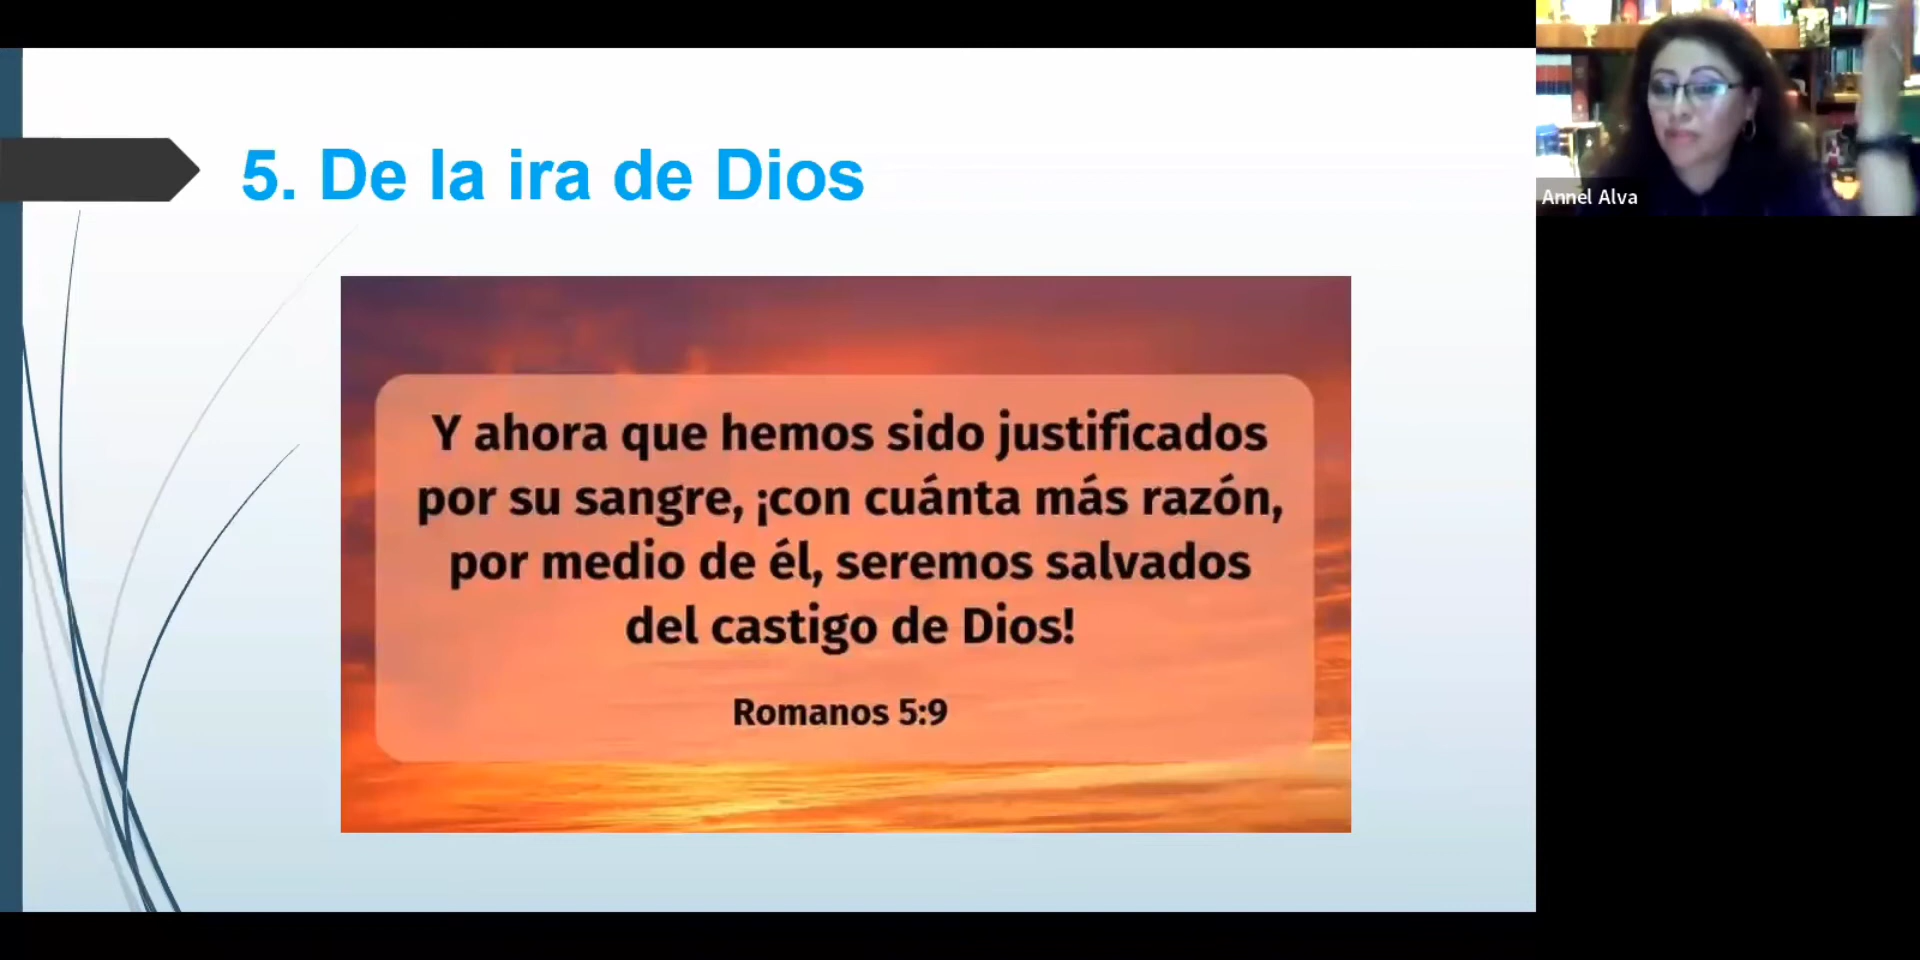 5. De la ira de Dios
Y ahora que hemos sido justificados
por su sangre, ¡con cuánta más razón,
por medio de él, seremos salvados
del castigo de Dios!
Romanos 5:9
Annel Alva